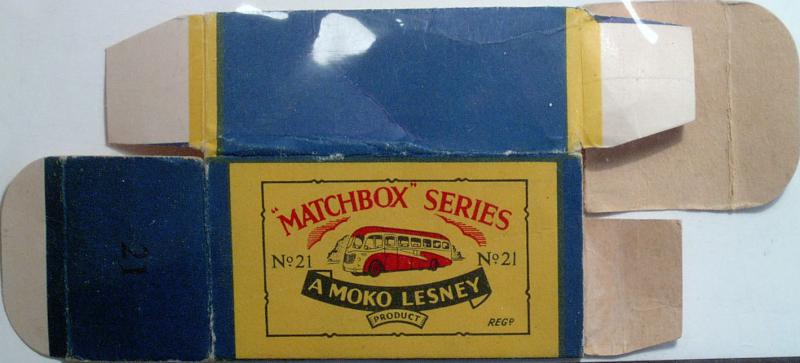 "MATCHBOX" SERIES
Nº21 Nº21
A MOKO LESNEY
PRODUCT
REGD
21